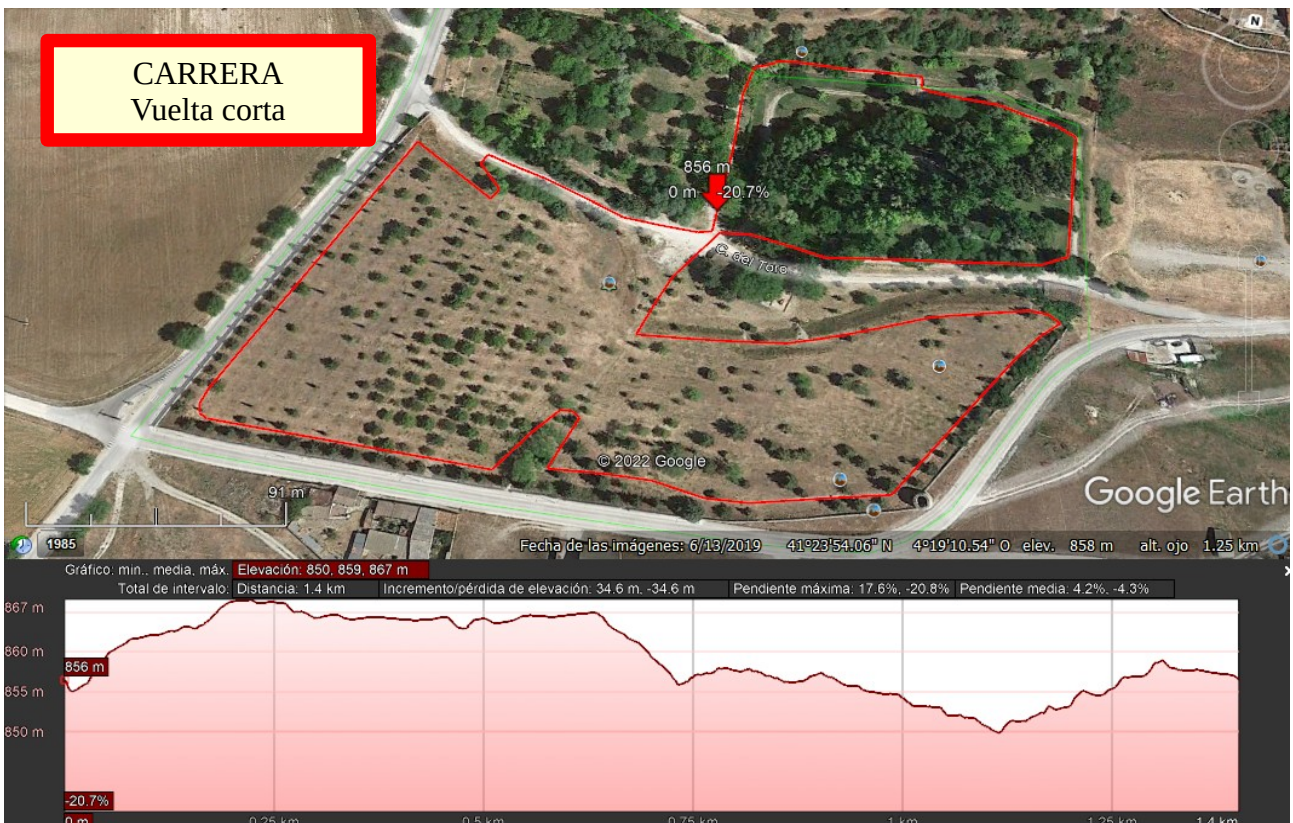 CARRERA
Vuelta corta
N
856 m
0 m -20.7%
C. del Toro
© 2022 Google
Google Earth
91 m
1985
Fecha de las imágenes: 6/13/2019 41°23'54.06" N 4°19'10.54" O elev. 858 m alt. ojo 1.25 km
Gráfico: min., media, máx. Elevación: 850, 859, 867 m
Total de intervalo: Distancia: 1.4 km Incremento/pérdida de elevación: 34.6 m, -34.6 m Pendiente máxima: 17.6%, -20.8% Pendiente media: 4.2%, -4.3%
867 m
860 m
856 m
855 m
850 m
-20.7%
0 m 0.25 km 0.5 km 0.75 km 1 km 1.25 km 1.4 km